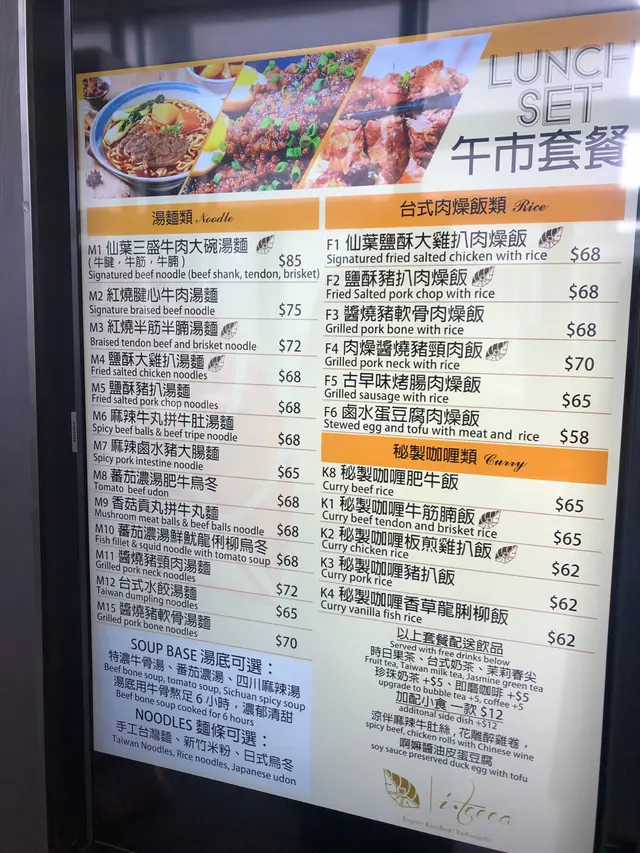 LUNCH
SET
午市套餐
湯麵類 Noodle
M1 仙葉三盛牛肉大碗湯麵
(牛腱,牛筋,牛腩) $85
Signatured beef noodle (beef shank, tendon, brisket)
M2 紅燒腱心牛肉湯麵
Signature braised beef noodle $75
M3 紅燒半筋半腩湯麵
Braised tendon beef and brisket noodle $72
M4 鹽酥大雞扒湯麵
Fried salted chicken noodles $68
M5 鹽酥豬扒湯麵
Fried salted pork chop noodles $68
M6 麻辣牛丸拼牛肚湯麵
Spicy beef balls & beef tripe noodle $68
M7 麻辣鹵水豬大腸麵
Spicy pork intestine noodle $65
M8 番茄濃湯肥牛烏冬
Tomato beef udon $68
M9 香菇貢丸拼牛丸麵
Mushroom meat balls & beef balls noodle $68
M10 番茄濃湯鮮魷龍俐柳烏冬
Fish fillet & squid noodle with tomato soup $68
M11 醬燒豬頸肉湯麵
Grilled pork neck noodles $72
M12 台式水餃湯麵
Taiwan dumpling noodles $65
M15 醬燒豬軟骨湯麵
Grilled pork bone noodles $70
SOUP BASE 湯底可選:
特濃牛骨湯、番茄濃湯、四川麻辣湯
Beef bone soup, tomato soup, Sichuan spicy soup
湯底用牛骨熬足6小時,濃郁清甜
Beef bone soup cooked for 6 hours
NOODLES 麵條可選:
手工台灣麵、新竹米粉、日式烏冬
Taiwan Noodles, Rice noodles, Japanese udon
台式肉燥飯類 Rice
F1 仙葉鹽酥大雞扒肉燥飯
Signatured fried salted chicken with rice $68
F2 鹽酥豬扒肉燥飯
Fried Salted pork chop with rice $68
F3 醬燒豬軟骨肉燥飯
Grilled pork bone with rice $68
F4 肉燥醬燒豬頸肉飯
Grilled pork neck with rice $70
F5 古早味烤腸肉燥飯
Grilled sausage with rice $65
F6 鹵水蛋豆腐肉燥飯
Stewed egg and tofu with meat and rice $58
秘製咖喱類 Curry
K8 秘製咖喱肥牛飯
Curry beef rice $65
K1 秘製咖喱牛筋腩飯
Curry beef tendon and brisket rice $65
K2 秘製咖喱板煎雞扒飯
Curry chicken rice $62
K3 秘製咖喱豬扒飯
Curry pork rice $62
K4 秘製咖喱香草龍脷柳飯
Curry vanilla fish rice $62
以上套餐配送飲品
Served with free drinks below
時日果茶、台式奶茶、茉莉春尖
Fruit tea, Taiwan milk tea, Jasmine green tea
珍珠奶茶 +$5、即磨咖啡 +$5
upgrade to bubble tea +5, coffee +5
加配小食一款 $12
additonal side dish +$12
涼伴麻辣牛肚絲,花雕醉雞卷,
spicy beef, chicken rolls with Chinese wine
啊嫲醬油皮蛋豆腐
soy sauce preserved duck egg with tofu